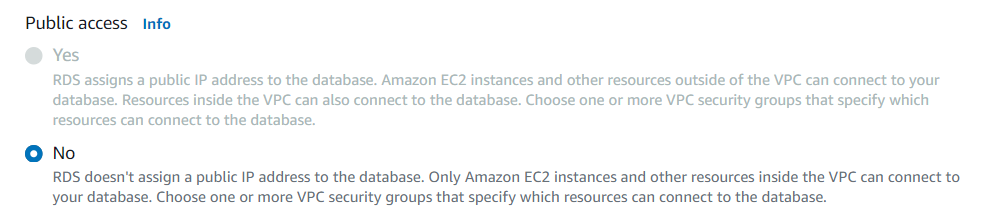 Public access Info
Yes
RDS assigns a public IP address to the database. Amazon EC2 instances and other resources outside of the VPC can connect to your
database. Resources inside the VPC can also connect to the database. Choose one or more VPC security groups that specify which
resources can connect to the database.
No
RDS doesn't assign a public IP address to the database. Only Amazon EC2 instances and other resources inside the VPC can connect to
your database. Choose one or more VPC security groups that specify which resources can connect to the database.